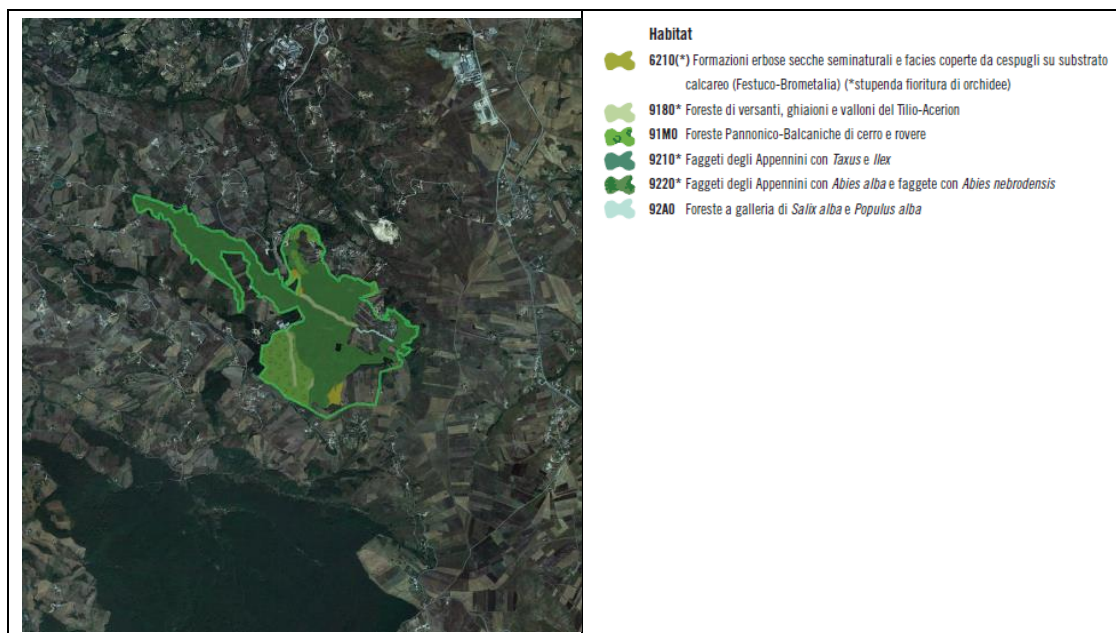 Habitat
6210(*) Formazioni erbose secche seminaturali e facies coperte da cespugli su substrato
calcareo (Festuco-Brometalia) (*stupenda fioritura di orchidee)
9180* Foreste di versanti, ghiaioni e valloni del Tilio-Acerion
91M0 Foreste Pannonico-Balcaniche di cerro e rovere
9210* Faggeti degli Appennini con Taxus e Ilex
9220* Faggeti degli Appennini con Abies alba e faggete con Abies nebrodensis
92A0 Foreste a galleria di Salix alba e Populus alba